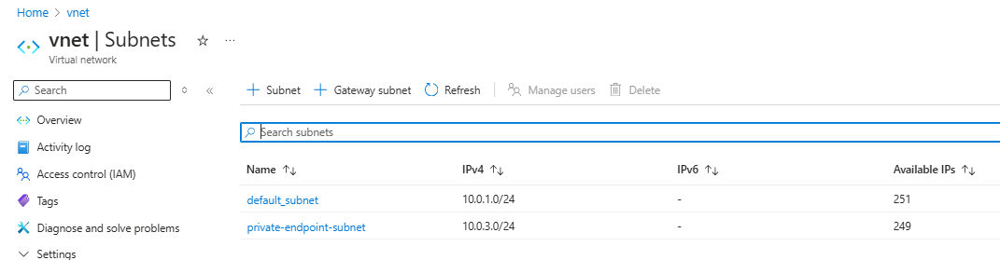 Home > vnet
vnet | Subnets ☆ ...
Virtual network
Search
+ Subnet + Gateway subnet Refresh Manage users Delete
Overview
Search subnets
Activity log
Name ↑↓ IPv4 ↑↓ IPv6 ↑↓ Available IPs ↑↓
Access control (IAM)
Tags
default_subnet 10.0.1.0/24 - 251
Diagnose and solve problems
private-endpoint-subnet 10.0.3.0/24 - 249
Settings